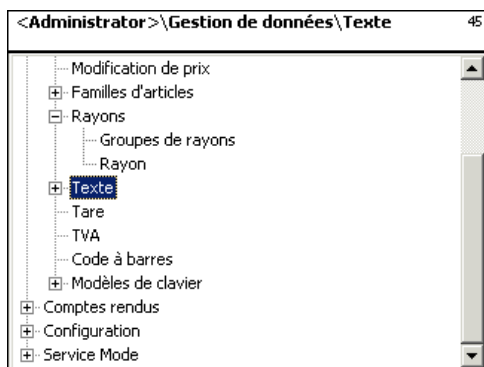 <Administrator>\Gestion de données\Texte 45
Modification de prix
Familles d'articles
Rayons
Groupes de rayons
Rayon
Texte
Tare
TVA
Code à barres
Modèles de clavier
Comptes rendus
Configuration
Service Mode